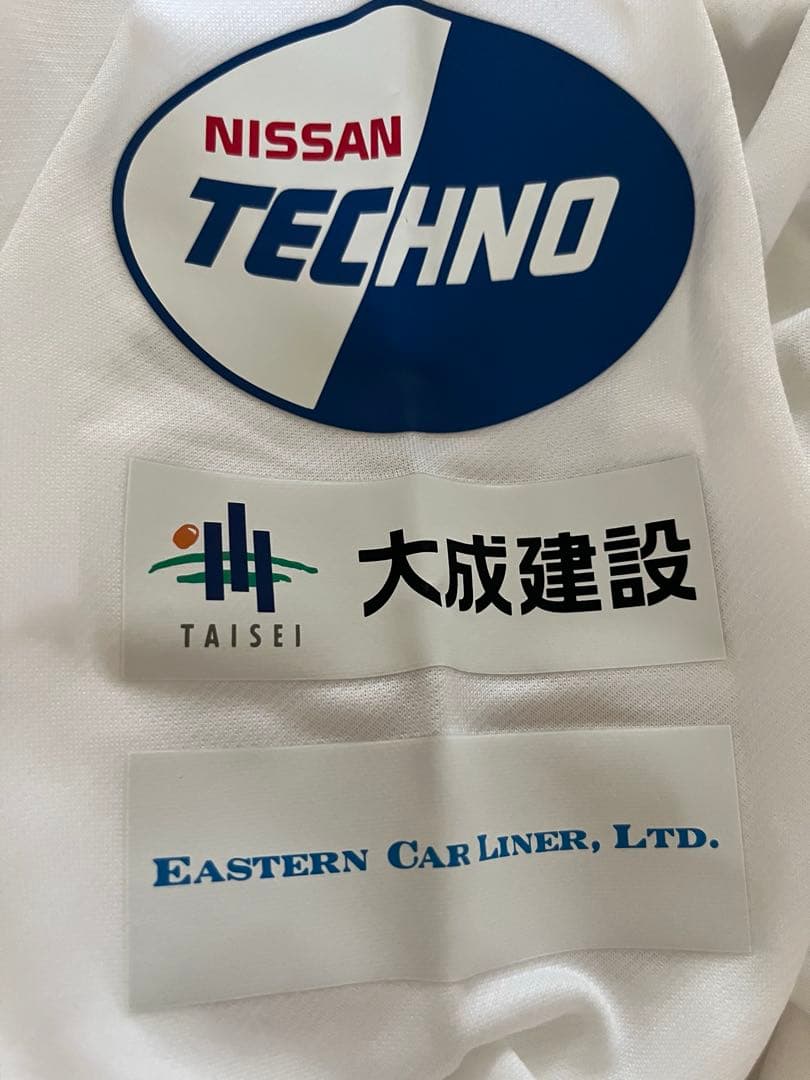 NISSAN
TECHNO
TAISEI 大成建設
EASTERN CAR LINER, LTD.